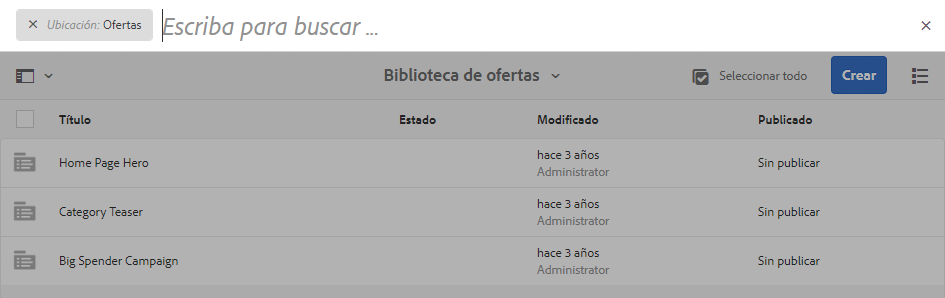 ✕ Ubicación: Ofertas Escriba para buscar ... ✕
Biblioteca de ofertas Seleccionar todo Crear
Título Estado Modificado Publicado
Home Page Hero hace 3 años Sin publicar
Administrator
Category Teaser hace 3 años Sin publicar
Administrator
Big Spender Campaign hace 3 años Sin publicar
Administrator